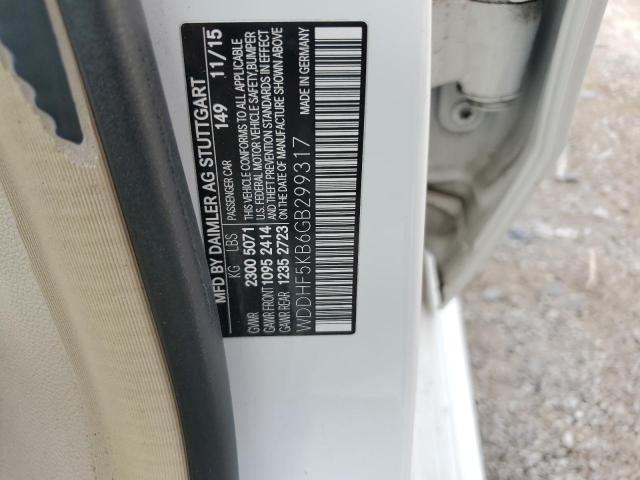 MFD BY DAIMLER AG STUTTGART
PASSENGER CAR 149 11/15
KG LBS
GVWR 2300 5071
GAWR FRONT 1095 2414
GAWR REAR 1235 2723
THIS VEHICLE CONFORMS TO ALL APPLICABLE
U.S. FEDERAL MOTOR VEHICLE SAFETY, BUMPER
AND THEFT PREVENTION STANDARDS IN EFFECT
ON THE DATE OF MANUFACTURE SHOWN ABOVE
WDDHF5KB6GB299317
MADE IN GERMANY